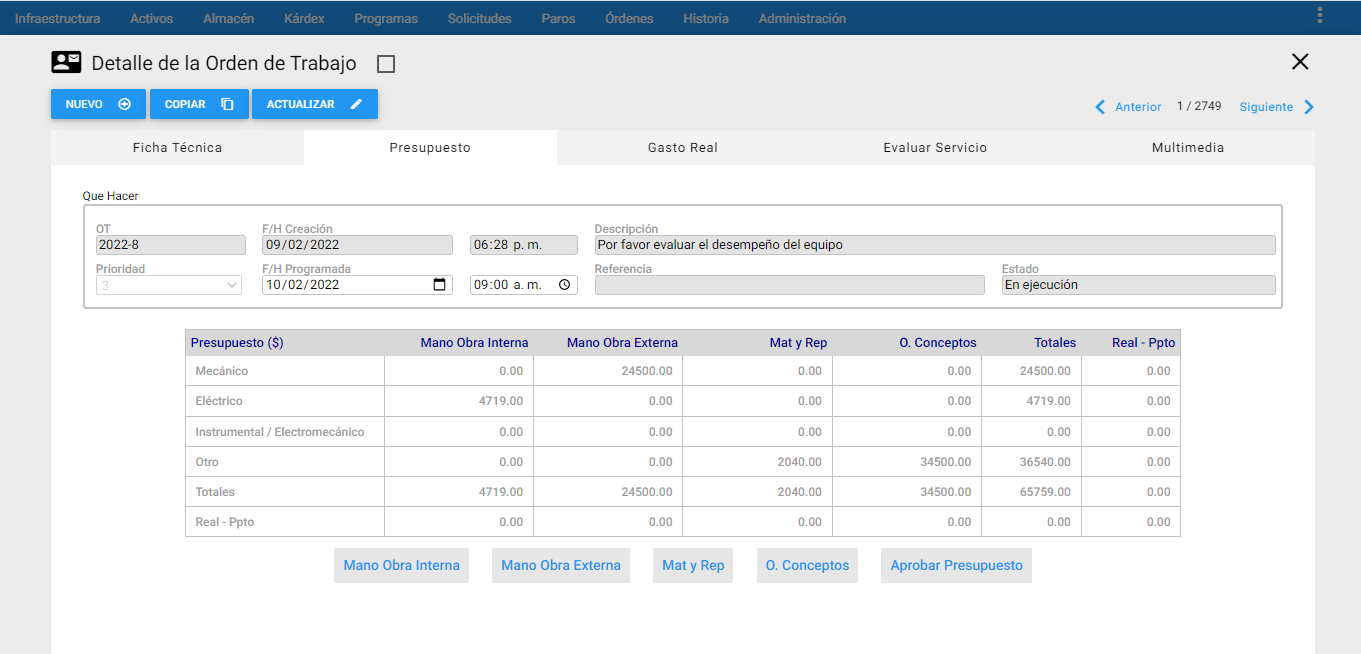 Infraestructura Activos Almacén Kárdex Programas Solicitudes Paros Órdenes Historia Administración
Detalle de la Orden de Trabajo
NUEVO COPIAR ACTUALIZAR
Anterior 1 / 2749 Siguiente
Ficha Técnica Presupuesto Gasto Real Evaluar Servicio Multimedia
Que Hacer
OT F/H Creación Descripción
2022-8 09/02/2022 06:28 p. m. Por favor evaluar el desempeño del equipo
Prioridad F/H Programada Referencia Estado
3 10/02/2022 09:00 a. m. En ejecución
Presupuesto ($) Mano Obra Interna Mano Obra Externa Mat y Rep O. Conceptos Totales Real - Ppto
Mecánico 0.00 24500.00 0.00 0.00 24500.00 0.00
Eléctrico 4719.00 0.00 0.00 0.00 4719.00 0.00
Instrumental / Electromecánico 0.00 0.00 0.00 0.00 0.00 0.00
Otro 0.00 0.00 2040.00 34500.00 36540.00 0.00
Totales 4719.00 24500.00 2040.00 34500.00 65759.00 0.00
Real - Ppto 0.00 0.00 0.00 0.00 0.00 0.00
Mano Obra Interna Mano Obra Externa Mat y Rep O. Conceptos Aprobar Presupuesto